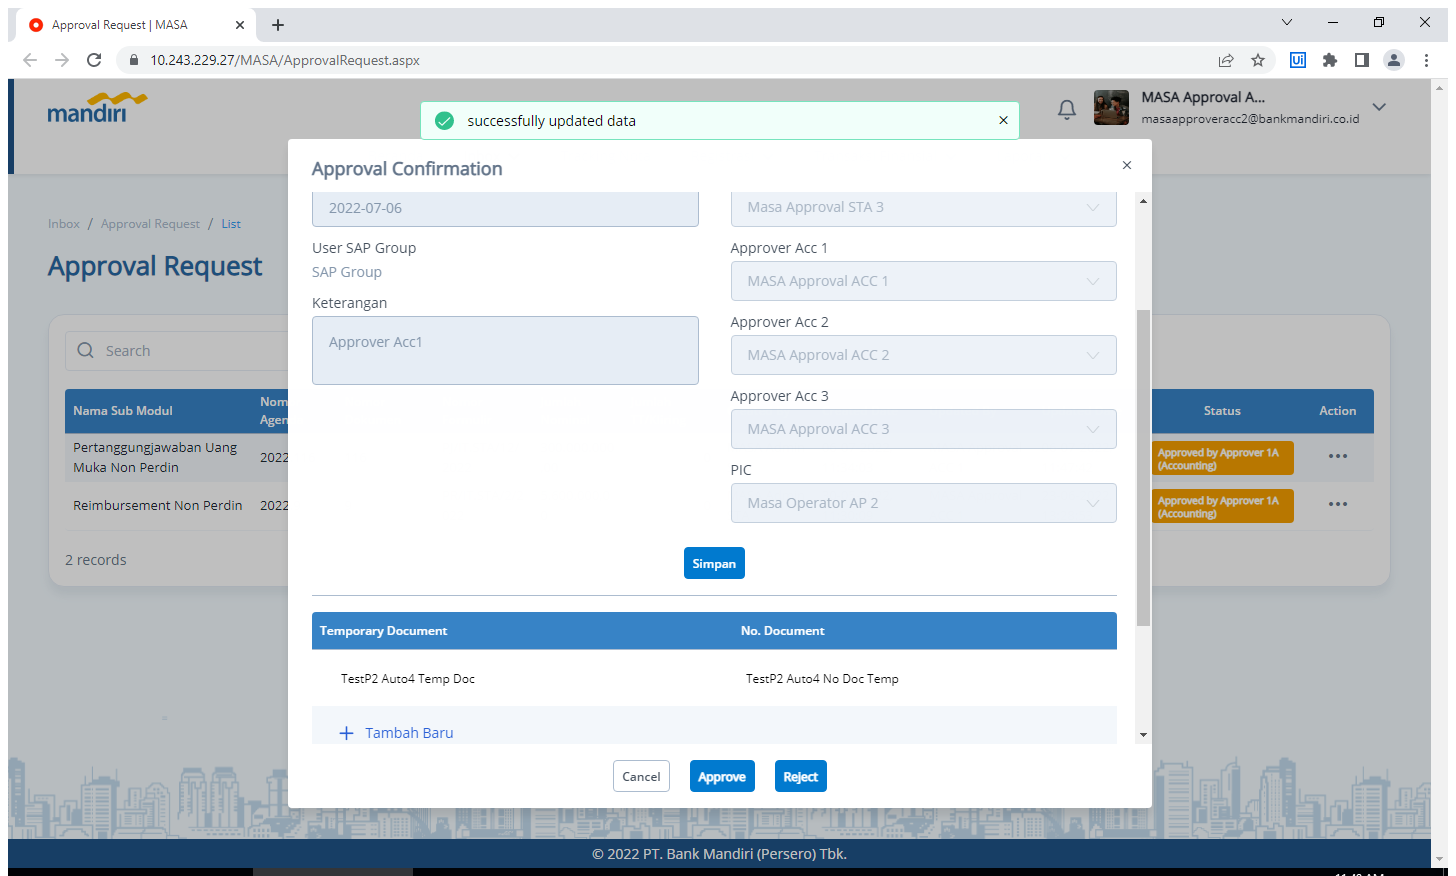 Approval Request | MASA
10.243.229.27/MASA/ApprovalRequest.aspx
Ui
mandiri
successfully updated data
MASA Approval A...
masaapproveracc2@bankmandiri.co.id
Inbox / Approval Request / List
Approval Request
Search
Nama Sub Modul
Nom
Agen
Status
Action
Pertanggungjawaban Uang
Muka Non Perdin
2022
Approved by Approver 1A
(Accounting)
Reimbursement Non Perdin
2022
Approved by Approver 1A
(Accounting)
2 records
Approval Confirmation
2022-07-06
User SAP Group
SAP Group
Keterangan
Approver Acc1
Masa Approval STA 3
Approver Acc 1
MASA Approval ACC 1
Approver Acc 2
MASA Approval ACC 2
Approver Acc 3
MASA Approval ACC 3
PIC
Masa Operator AP 2
Simpan
Temporary Document
No. Document
TestP2 Auto4 Temp Doc
TestP2 Auto4 No Doc Temp
+ Tambah Baru
Cancel
Approve
Reject
© 2022 PT. Bank Mandiri (Persero) Tbk.